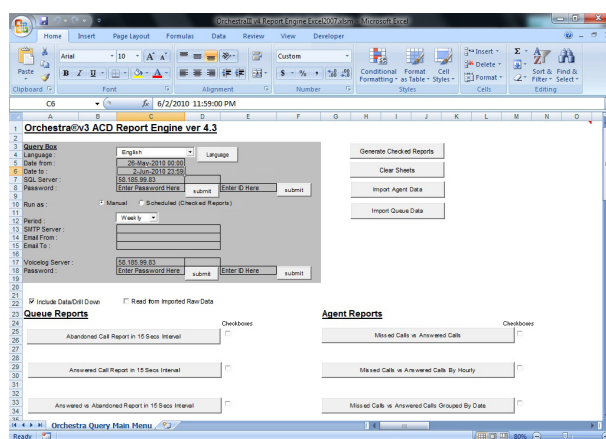 OrchestraIII v4 Report Engine Excel2007.xlsm - Microsoft Excel
Home Insert Page Layout Formulas Data Review View Developer
Paste
Arial 10
Custom
Conditional Formatting Format as Table Cell Styles
Insert
Delete
Format
Sort & Filter Find & Select
Clipboard Font Alignment Number Styles Cells Editing
C6 fx 6/2/2010 11:59:00 PM
A B C D E F G H I J K L M N O
Orchestra®v3 ACD Report Engine ver 4.3
Query Box
Language : English Language
Date from : 26-May-2010 00:00
Date to : 2-Jun-2010 23:59
SQL Server : 58.185.99.83
Password : Enter Password Here submit Enter ID Here submit
Run as : Manual Scheduled (Checked Reports)
Period : Weekly
SMTP Server :
Email From :
Email To :
Voicelog Server : 58.185.99.83
Password : Enter Password Here submit Enter ID Here submit
Generate Checked Reports
Clear Sheets
Import Agent Data
Import Queue Data
Include Data/Drill Down Read from Imported Raw Data
Queue Reports Agent Reports
Checkboxes Checkboxes
Abandoned Call Report in 15 Secs Interval Missed Calls vs Answered Calls
Answered Call Report in 15 Secs Interval Missed Calls vs Answered Calls By Hourly
Answered vs Abandoned Report in 15 Secs Interval Missed Calls vs Answered Calls Grouped By Date
Orchestra Query Main Menu
Ready 80%